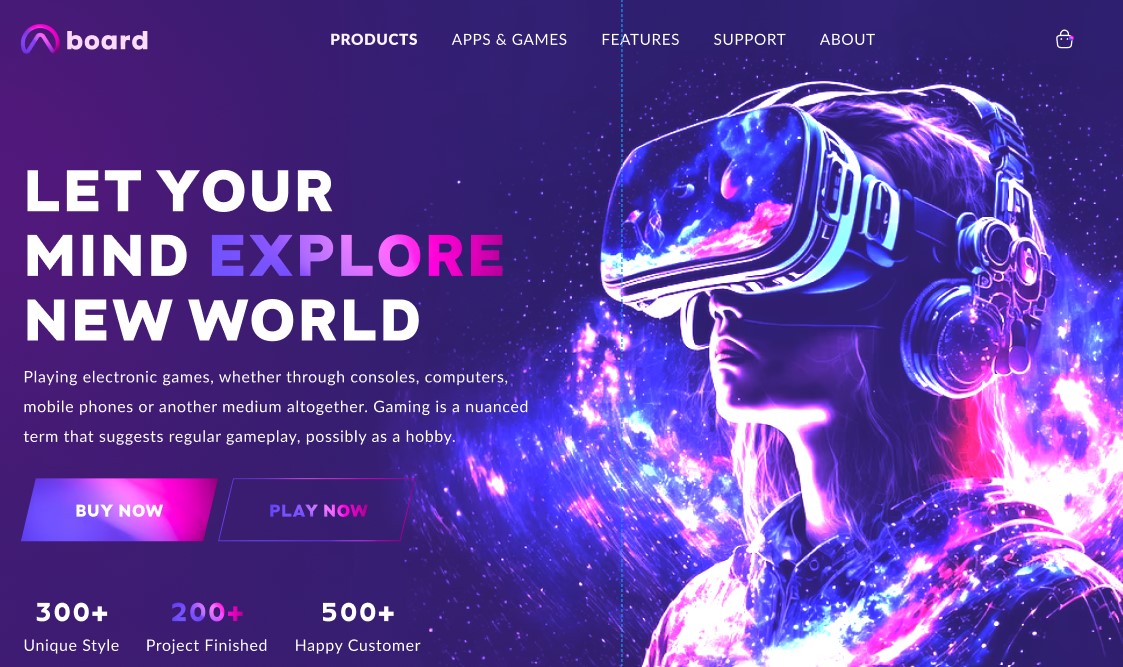 board
PRODUCTS APPS & GAMES FEATURES SUPPORT ABOUT
LET YOUR
MIND EXPLORE
NEW WORLD
Playing electronic games, whether through consoles, computers,
mobile phones or another medium altogether. Gaming is a nuanced
term that suggests regular gameplay, possibly as a hobby.
BUY NOW PLAY NOW
300+ 200+ 500+
Unique Style Project Finished Happy Customer